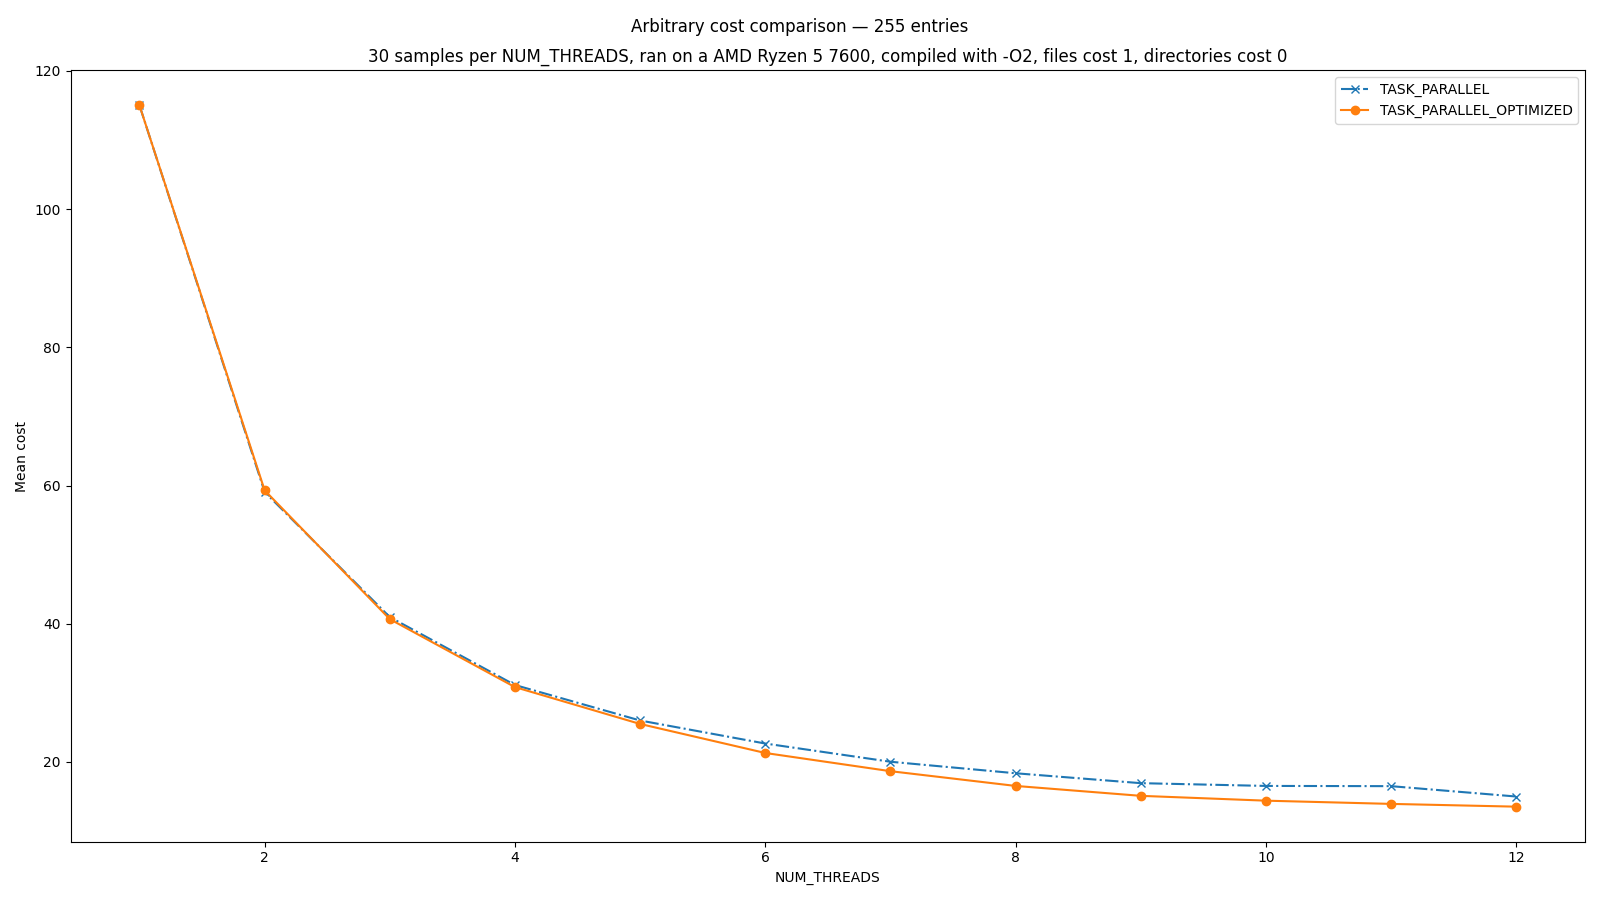 Arbitrary cost comparison — 255 entries
30 samples per NUM_THREADS, ran on a AMD Ryzen 5 7600, compiled with -O2, files cost 1, directories cost 0
TASK_PARALLEL
TASK_PARALLEL_OPTIMIZED
Mean cost
120
100
80
60
40
20
2 4 6 8 10 12
NUM_THREADS